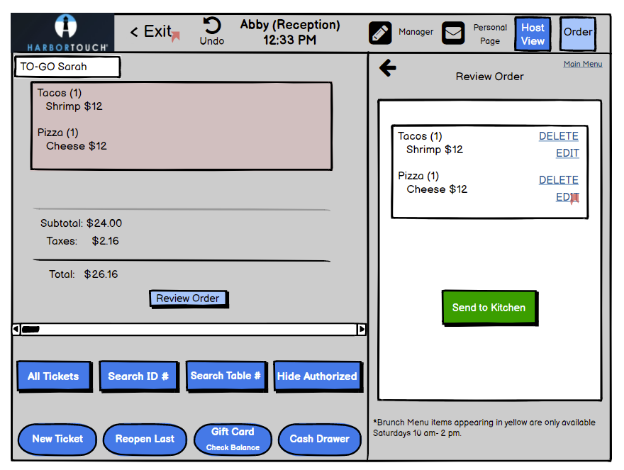 HARBORTOUCH
< Exit
Undo
Abby (Reception)
12:33 PM
Manager
Personal
Page
Host
View
Order
TO-GO Sarah
Tacos (1)
Shrimp $12
Pizza (1)
Cheese $12
Subtotal: $24.00
Taxes: $2.16
Total: $26.16
Review Order
All Tickets
Search ID #
Search Table #
Hide Authorized
New Ticket
Reopen Last
Gift Card
Check Balance
Cash Drawer
Main Menu
Review Order
Tacos (1) DELETE
Shrimp $12 EDIT
Pizza (1) DELETE
Cheese $12 EDIT
Send to Kitchen
*Brunch Menu items appearing in yellow are only available
Saturdays 10 am- 2 pm.